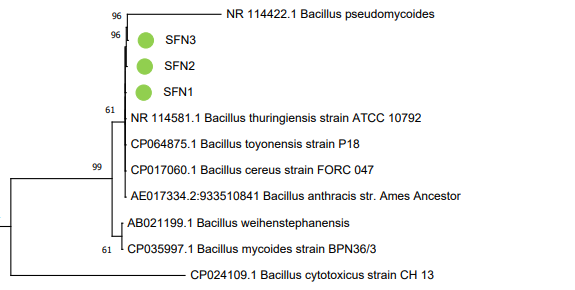 96
NR 114422.1 Bacillus pseudomycoides
96
SFN3
SFN2
SFN1
61
NR 114581.1 Bacillus thuringiensis strain ATCC 10792
CP064875.1 Bacillus toyonensis strain P18
99
CP017060.1 Bacillus cereus strain FORC 047
AE017334.2:933510841 Bacillus anthracis str. Ames Ancestor
AB021199.1 Bacillus weihenstephanensis
61
CP035997.1 Bacillus mycoides strain BPN36/3
CP024109.1 Bacillus cytotoxicus strain CH 13